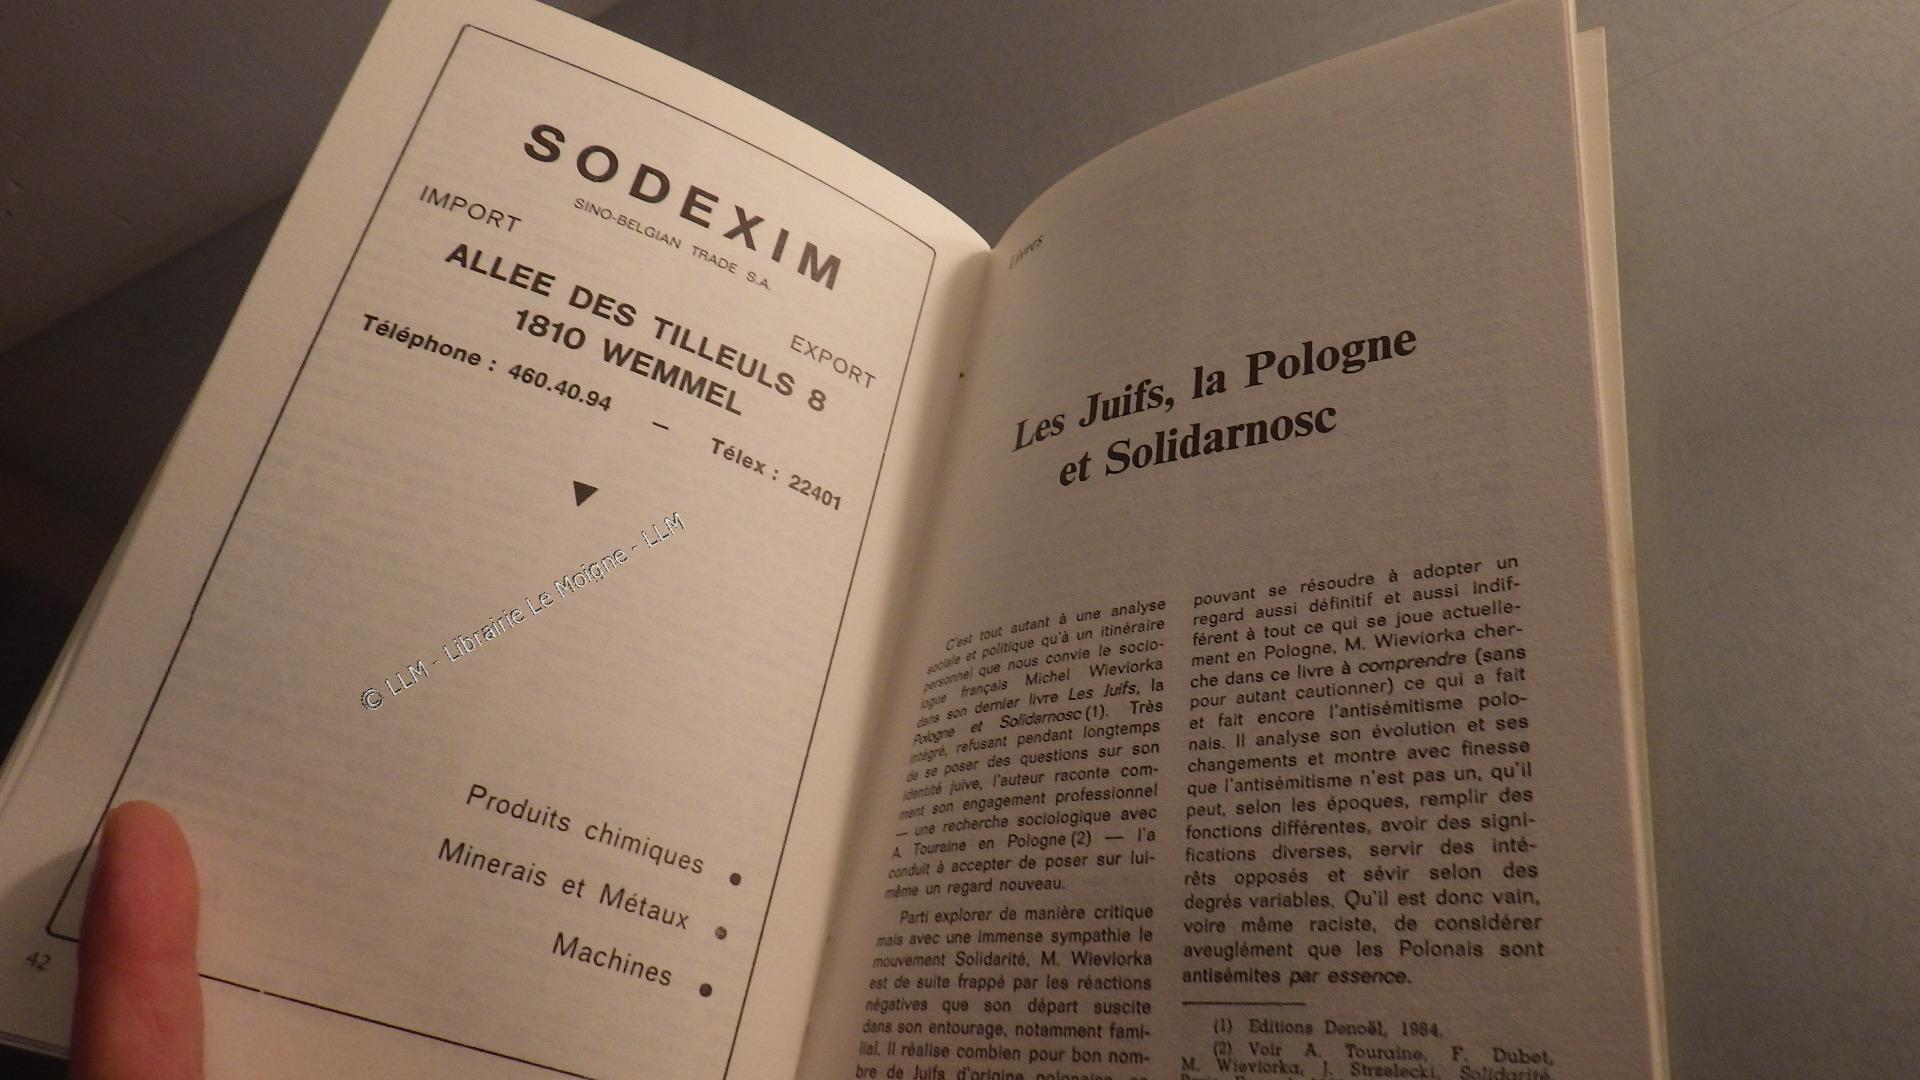 SODEXIM
SINO-BELGIAN TRADE S.A.
IMPORT
EXPORT
ALLEE DES TILLEULS 8
1810 WEMMEL
Téléphone : 460.40.94 — Télex : 22401
© LLM - Librairie Le Moigne - LLM
Produits chimiques
Minerais et Métaux
Machines
42
Livres
Les Juifs, la Pologne
et Solidarnosc
C'est tout autant à une analyse
sociale et politique qu'à un itinéraire
personnel que nous convie le socio-
logue français Michel Wieviorka
dans son dernier livre Les Juifs, la
Pologne et Solidarnosc (1). Très
intégré, refusant pendant longtemps
de se poser des questions sur son
identité juive, l'auteur raconte com-
ment son engagement professionnel
— une recherche sociologique avec
A. Touraine en Pologne (2) — l'a
conduit à accepter de poser sur lui-
même un regard nouveau.
Parti explorer de manière critique
mais avec une immense sympathie le
mouvement Solidarité, M. Wieviorka
est de suite frappé par les réactions
négatives que son départ suscite
dans son entourage, notamment fami-
lial. Il réalise combien pour bon nom-
bre de Juifs d'origine polonaise,
pouvant se résoudre à adopter un
regard aussi définitif et aussi indif-
férent à tout ce qui se joue actuelle-
ment en Pologne, M. Wieviorka cher-
che dans ce livre à comprendre (sans
pour autant cautionner) ce qui a fait
et fait encore l'antisémitisme polo-
nais. Il analyse son évolution et ses
changements et montre avec finesse
que l'antisémitisme n'est pas un, qu'il
peut, selon les époques, remplir des
fonctions différentes, avoir des signi-
fications diverses, servir des inté-
rêts opposés et sévir selon des
degrés variables. Qu'il est donc vain,
voire même raciste, de considérer
aveuglément que les Polonais sont
antisémites par essence.
(1) Editions Denoël, 1984.
(2) Voir A. Touraine, F. Dubet,
M. Wieviorka, J. Strzelecki, Solidarité